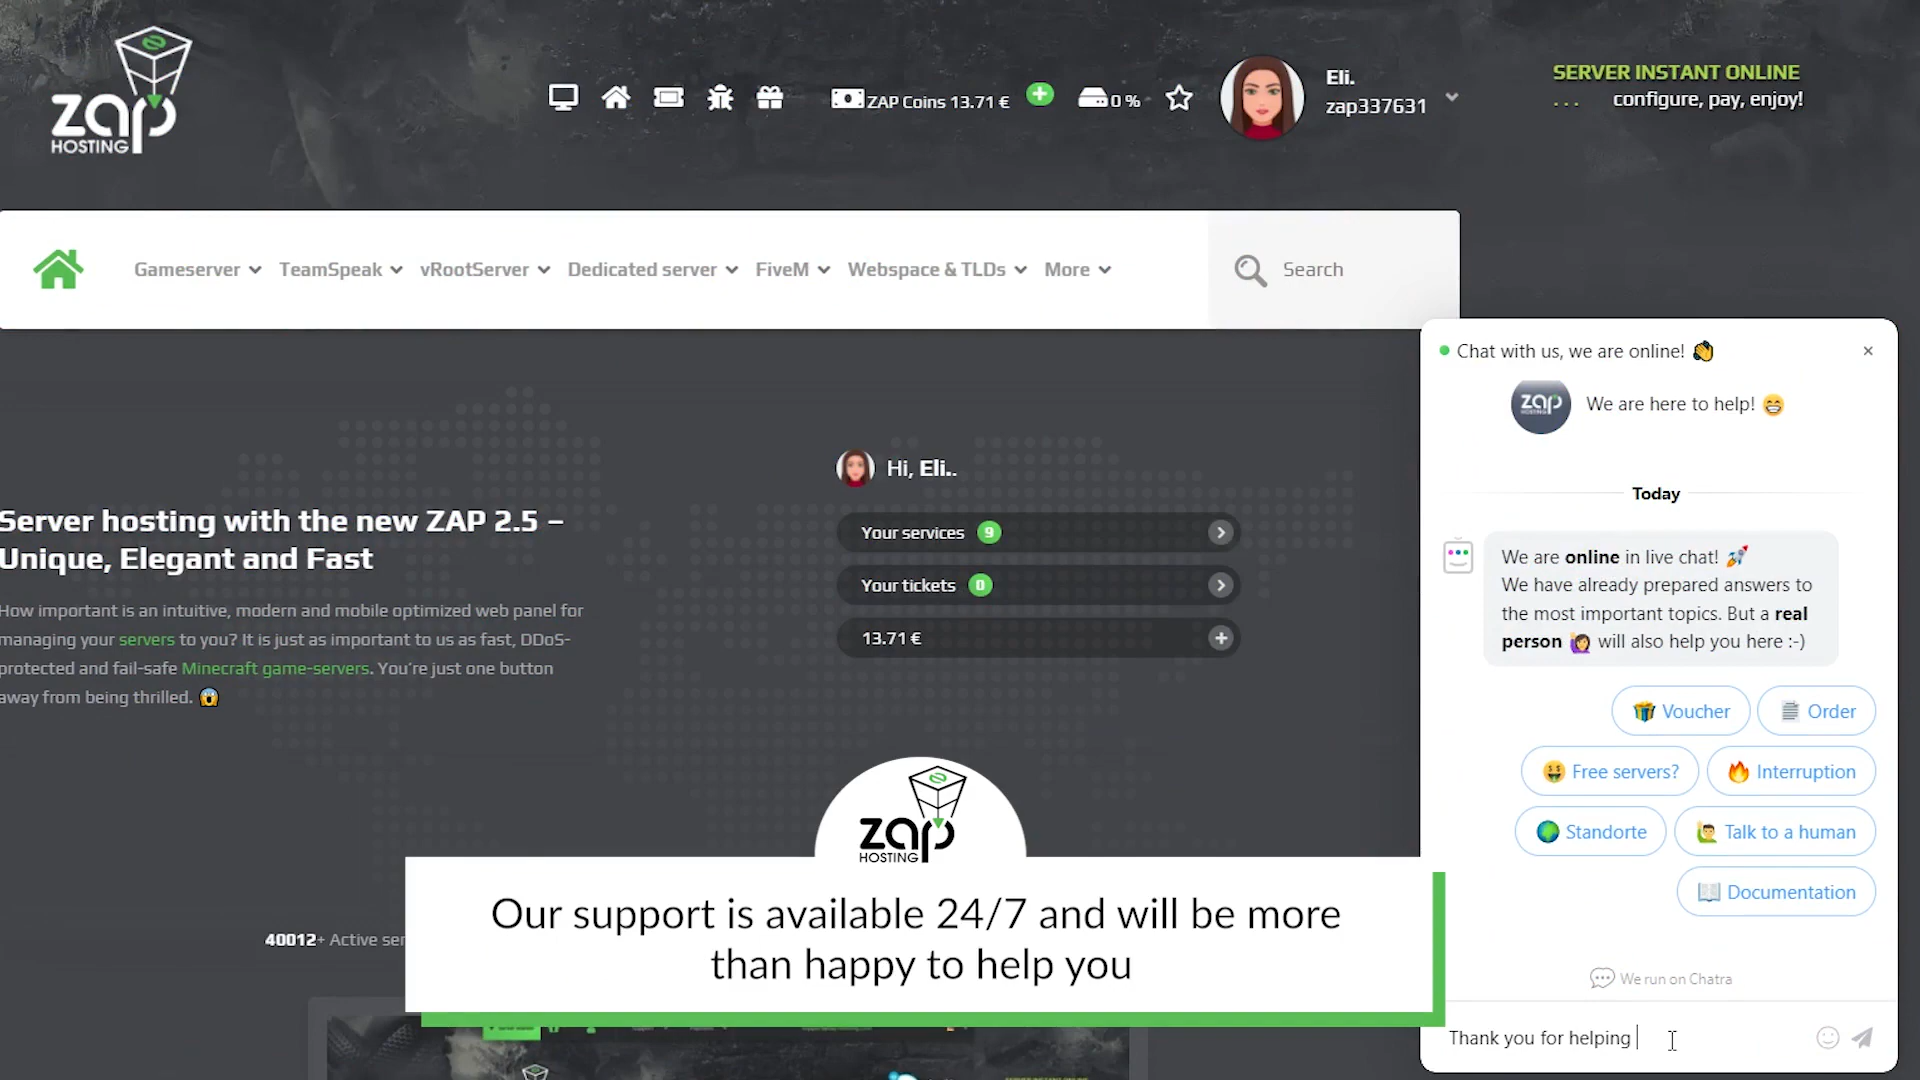 zap
HOSTING
ZAP Coins 13.71 €
0 %
Eli.
zap337631
SERVER INSTANT ONLINE
... configure, pay, enjoy!
Gameserver
TeamSpeak
vRootServer
Dedicated server
FiveM
Webspace & TLDs
More
Search
Server hosting with the new ZAP 2.5 –
Unique, Elegant and Fast
How important is an intuitive, modern and mobile optimized web panel for
managing your servers to you? It is just as important to us as fast, DDoS-
protected and fail-safe Minecraft game-servers. You're just one button
away from being thrilled. 😱
Hi, Eli..
Your services 9
Your tickets 0
13.71 €
40012+ Active ser
zap
HOSTING
Our support is available 24/7 and will be more
than happy to help you
Chat with us, we are online! 👏
zap
HOSTING
We are here to help! 😁
Today
We are online in live chat! 🚀
We have already prepared answers to
the most important topics. But a real
person 🙋‍♀️ will also help you here :-)
🎁 Voucher
Order
🤑 Free servers?
🔥 Interruption
🌍 Standorte
🙋‍♂️ Talk to a human
📖 Documentation
We run on Chatra
Thank you for helping